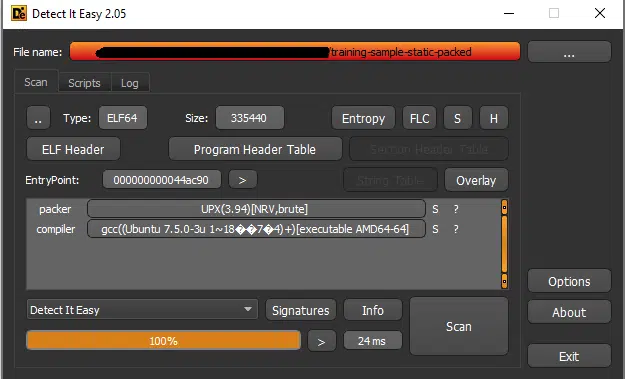 Detect It Easy 2.05
File name: /training-sample-static-packed ...
Scan Scripts Log
.. Type: ELF64 Size: 335440 Entropy FLC S H
ELF Header Program Header Table Section Header Table
EntryPoint: 000000000044ac90 > String Table Overlay
packer UPX(3.94)[NRV,brute] S ?
compiler gcc((Ubuntu 7.5.0-3u 1~18��7�4)+)[executable AMD64-64] S ?
Options
Detect It Easy Signatures Info Scan About
100% > 24 ms
Exit